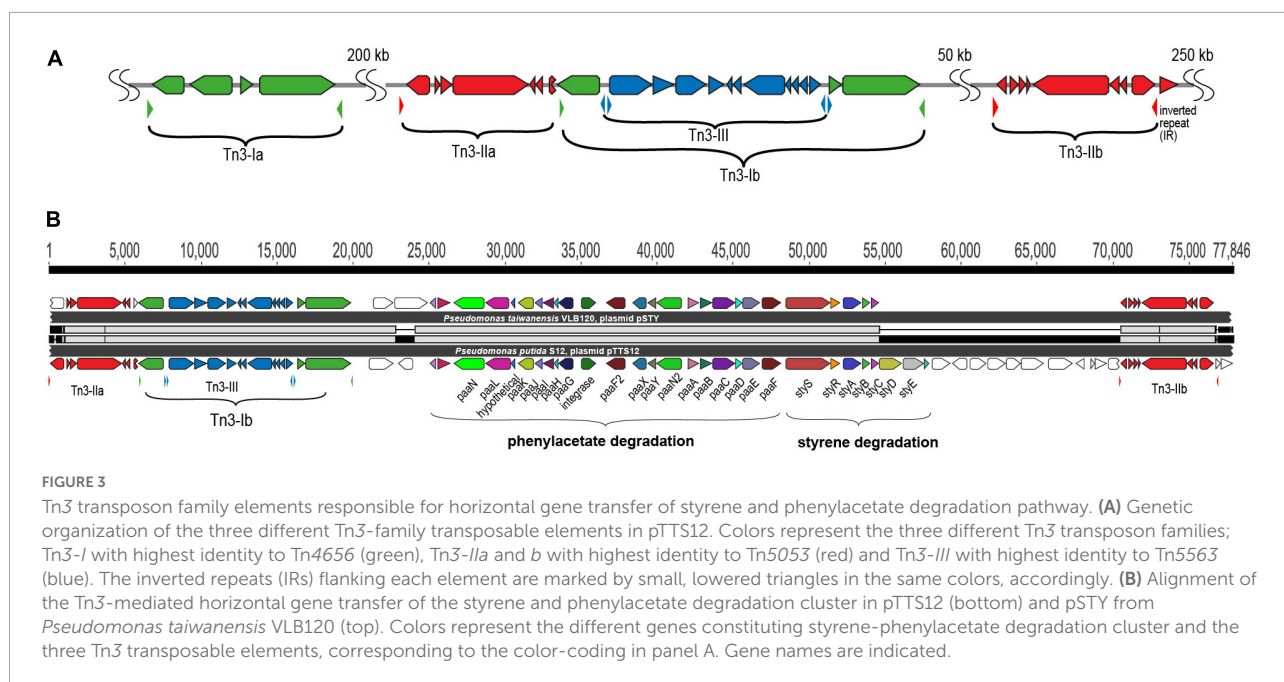 A
200 kb
50 kb
250 kb
inverted
repeat
(IR)
Tn3-Ia
Tn3-IIa
Tn3-III
Tn3-Ib
Tn3-IIb
B
1 5,000 10,000 15,000 20,000 25,000 30,000 35,000 40,000 45,000 50,000 55,000 60,000 65,000 70,000 75,000 77,846
Pseudomonas taiwanensis VLB120, plasmid pSTY
Pseudomonas putida S12, plasmid pTTS12
Tn3-IIa
Tn3-III
Tn3-Ib
paaN paaL hypothetical paaK paaJ paaI paaH paaG integrase paaF2 paaX paaY paaN2 paaA paaB paaC paaD paaE paaF styS styR styA styB styC styD styE
Tn3-IIb
phenylacetate degradation
styrene degradation
FIGURE 3
Tn3 transposon family elements responsible for horizontal gene transfer of styrene and phenylacetate degradation pathway. (A) Genetic
organization of the three different Tn3-family transposable elements in pTTS12. Colors represent the three different Tn3 transposon families;
Tn3-I with highest identity to Tn4656 (green), Tn3-IIa and b with highest identity to Tn5053 (red) and Tn3-III with highest identity to Tn5563
(blue). The inverted repeats (IRs) flanking each element are marked by small, lowered triangles in the same colors, accordingly. (B) Alignment of
the Tn3-mediated horizontal gene transfer of the styrene and phenylacetate degradation cluster in pTTS12 (bottom) and pSTY from
Pseudomonas taiwanensis VLB120 (top). Colors represent the different genes constituting styrene-phenylacetate degradation cluster and the
three Tn3 transposable elements, corresponding to the color-coding in panel A. Gene names are indicated.